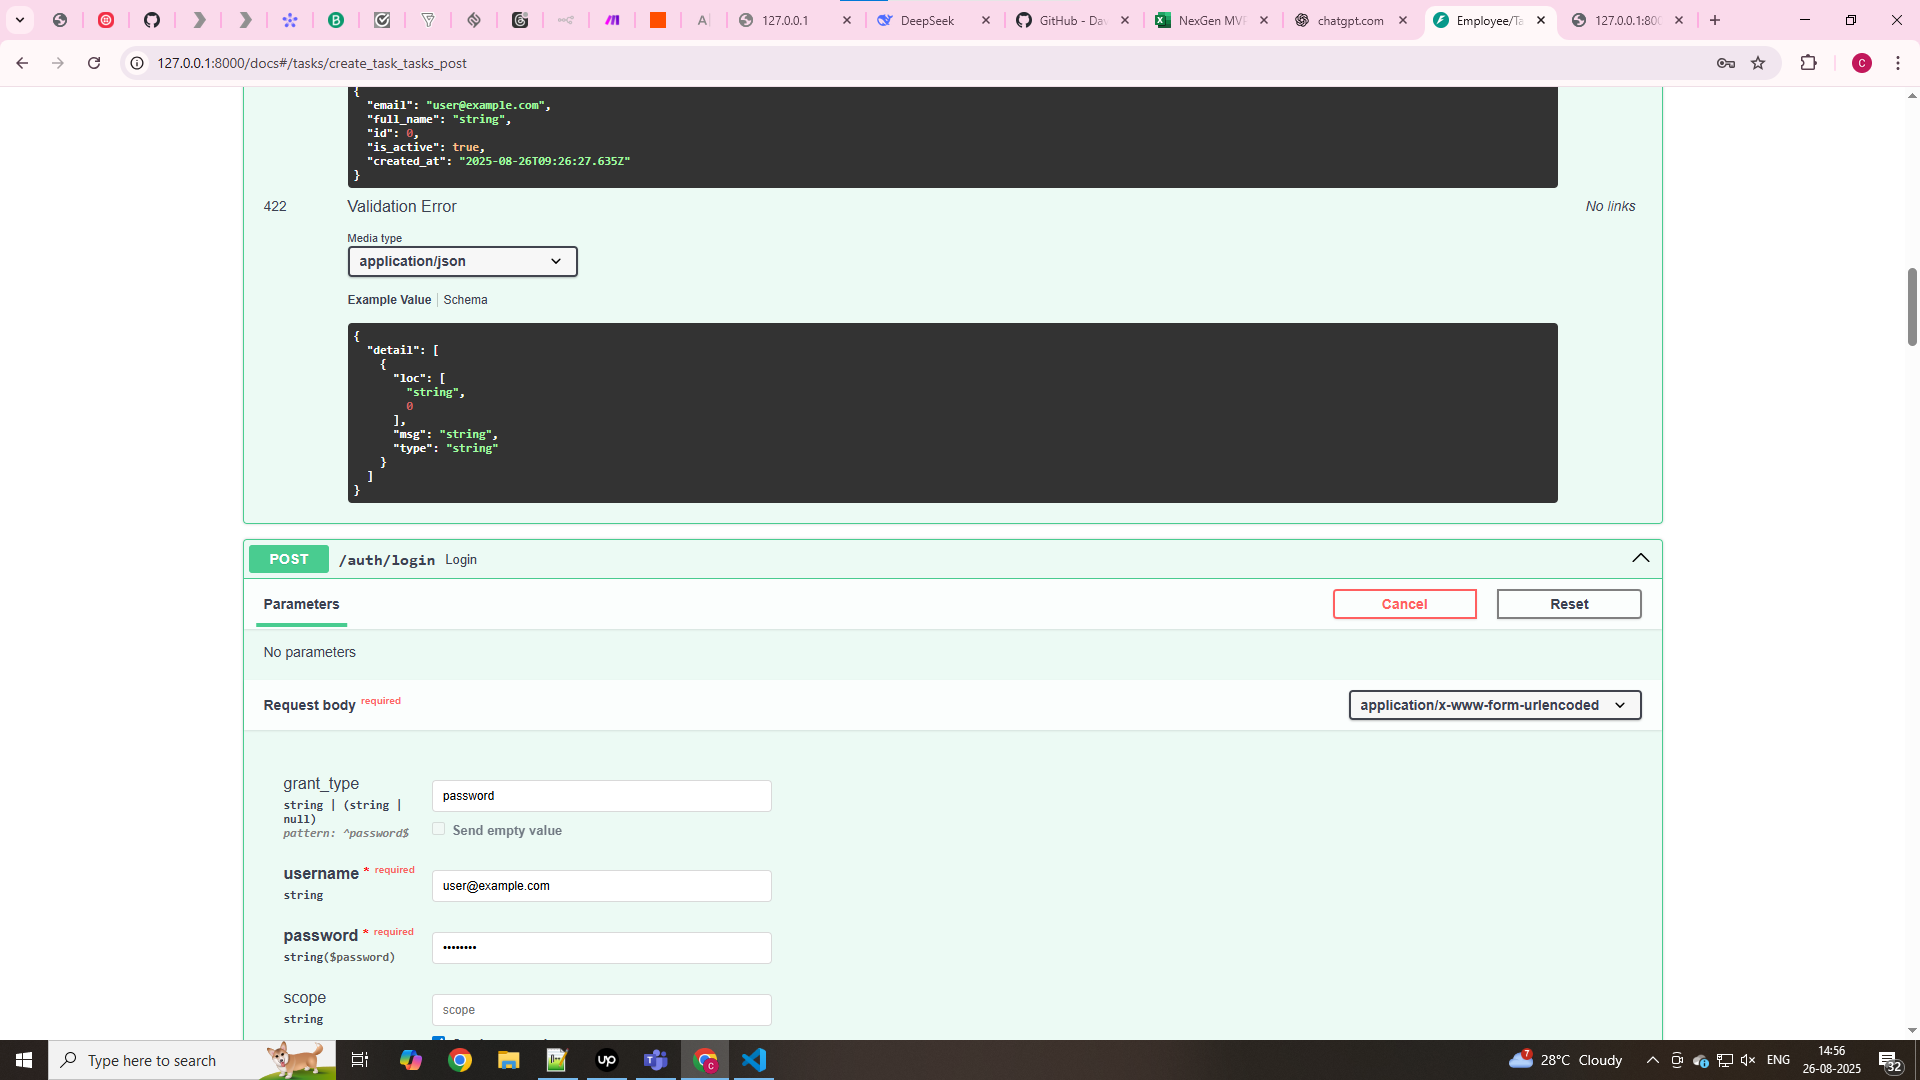 127.0.0.1
DeepSeek
GitHub - Dav
NexGen MVP
chatgpt.com
Employee/Ta
127.0.0.1:800
127.0.0.1:8000/docs#/tasks/create_task_tasks_post
{
"email": "user@example.com",
"full_name": "string",
"id": 0,
"is_active": true,
"created_at": "2025-08-26T09:26:27.635Z"
}
422
Validation Error
No links
Media type
application/json
Example Value
Schema
{
"detail": [
{
"loc": [
"string",
0
],
"msg": "string",
"type": "string"
}
]
}
POST /auth/login Login
Parameters
Cancel
Reset
No parameters
Request body required
application/x-www-form-urlencoded
grant_type
string | (string |
null)
pattern: ^password$
password
Send empty value
username * required
string
user@example.com
password * required
string($password)
••••••••
scope
string
scope
Type here to search
28°C Cloudy
ENG
14:56
26-08-2025
32